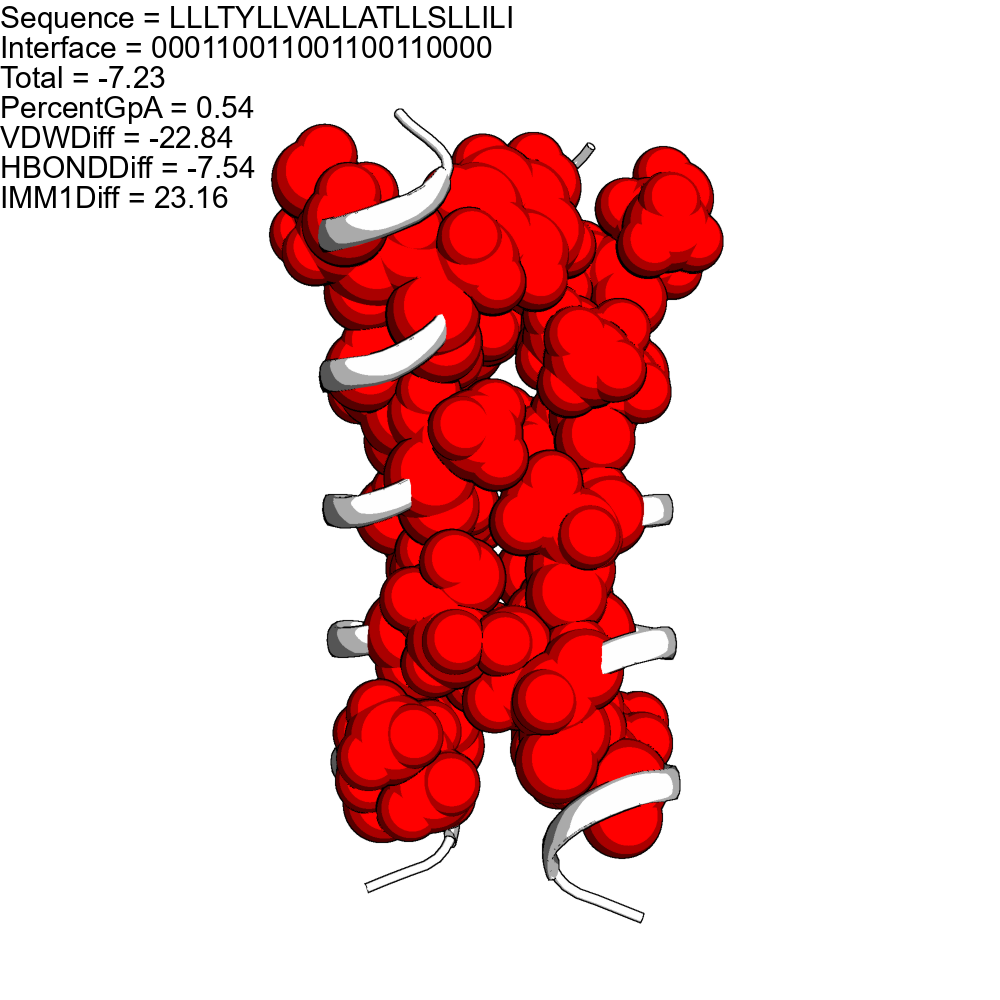 Sequence = LLLTYLLVALLATLLSLLILI
Interface = 000110011001100110000
Total = -7.23
PercentGpA = 0.54
VDWDiff = -22.84
HBONDDiff = -7.54
IMM1Diff = 23.16